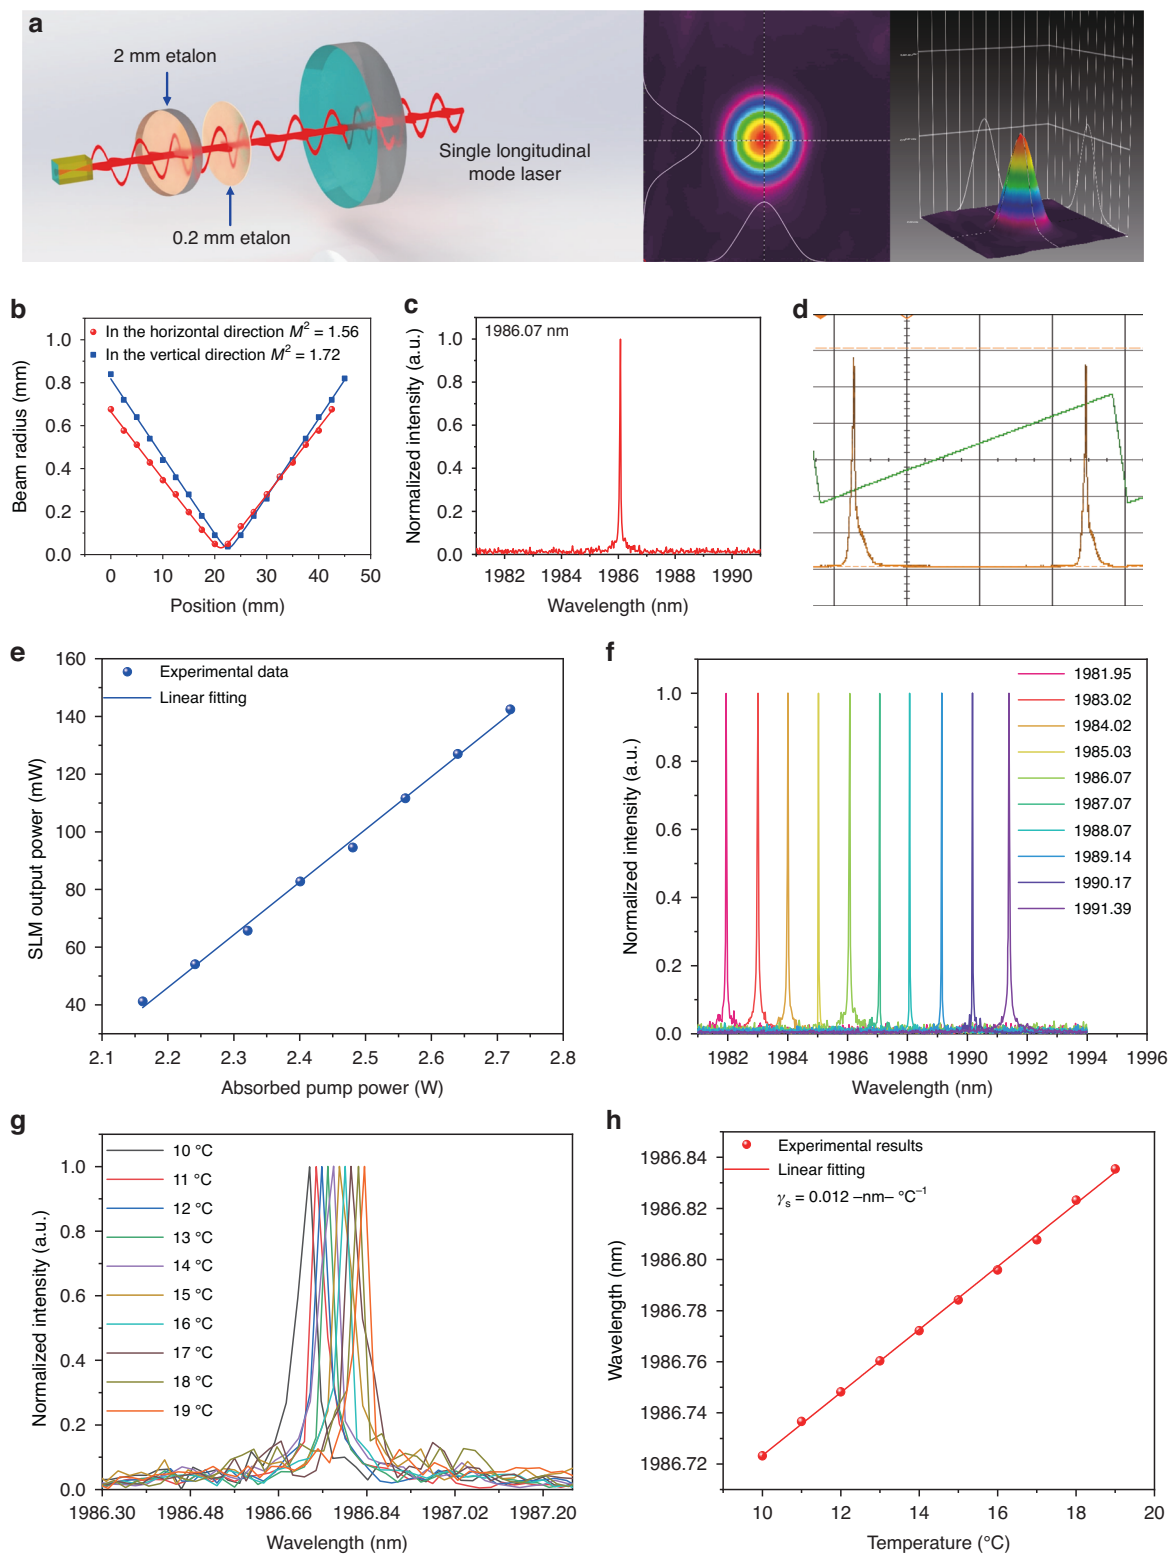 a
2 mm etalon
0.2 mm etalon
Single longitudinal
mode laser
b
In the horizontal direction M² = 1.56
In the vertical direction M² = 1.72
1.0
0.8
0.6
0.4
0.2
0.0
Beam radius (mm)
0 10 20 30 40 50
Position (mm)
c
1986.07 nm
1.0
0.8
0.6
0.4
0.2
0.0
Normalized intensity (a.u.)
1982 1984 1986 1988 1990
Wavelength (nm)
d
e
Experimental data
Linear fitting
160
140
120
100
80
60
40
SLM output power (mW)
2.1 2.2 2.3 2.4 2.5 2.6 2.7 2.8
Absorbed pump power (W)
f
1981.95
1983.02
1984.02
1985.03
1986.07
1987.07
1988.07
1989.14
1990.17
1991.39
1.0
0.8
0.6
0.4
0.2
0.0
Normalized intensity (a.u.)
1982 1984 1986 1988 1990 1992 1994 1996
Wavelength (nm)
g
10 °C
11 °C
12 °C
13 °C
14 °C
15 °C
16 °C
17 °C
18 °C
19 °C
1.0
0.8
0.6
0.4
0.2
0.0
Normalized intensity (a.u.)
1986.30 1986.48 1986.66 1986.84 1987.02 1987.20
Wavelength (nm)
h
Experimental results
Linear fitting
γs = 0.012 –nm– °C⁻¹
1986.84
1986.82
1986.80
1986.78
1986.76
1986.74
1986.72
Wavelength (nm)
10 12 14 16 18 20
Temperature (°C)